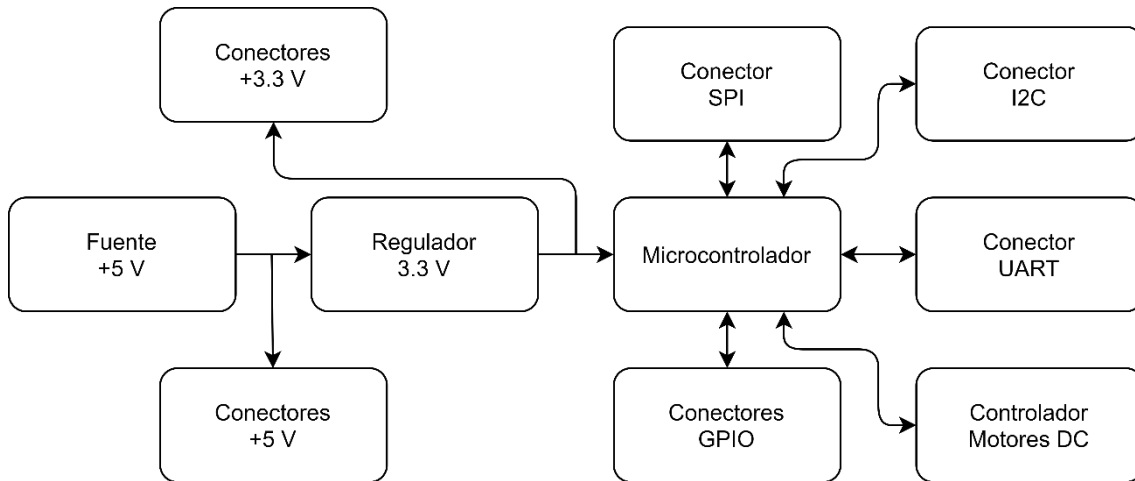 Conectores
+3.3 V
Conector
SPI
Conector
I2C
Fuente
+5 V
Regulador
3.3 V
Microcontrolador
Conector
UART
Conectores
+5 V
Conectores
GPIO
Controlador
Motores DC